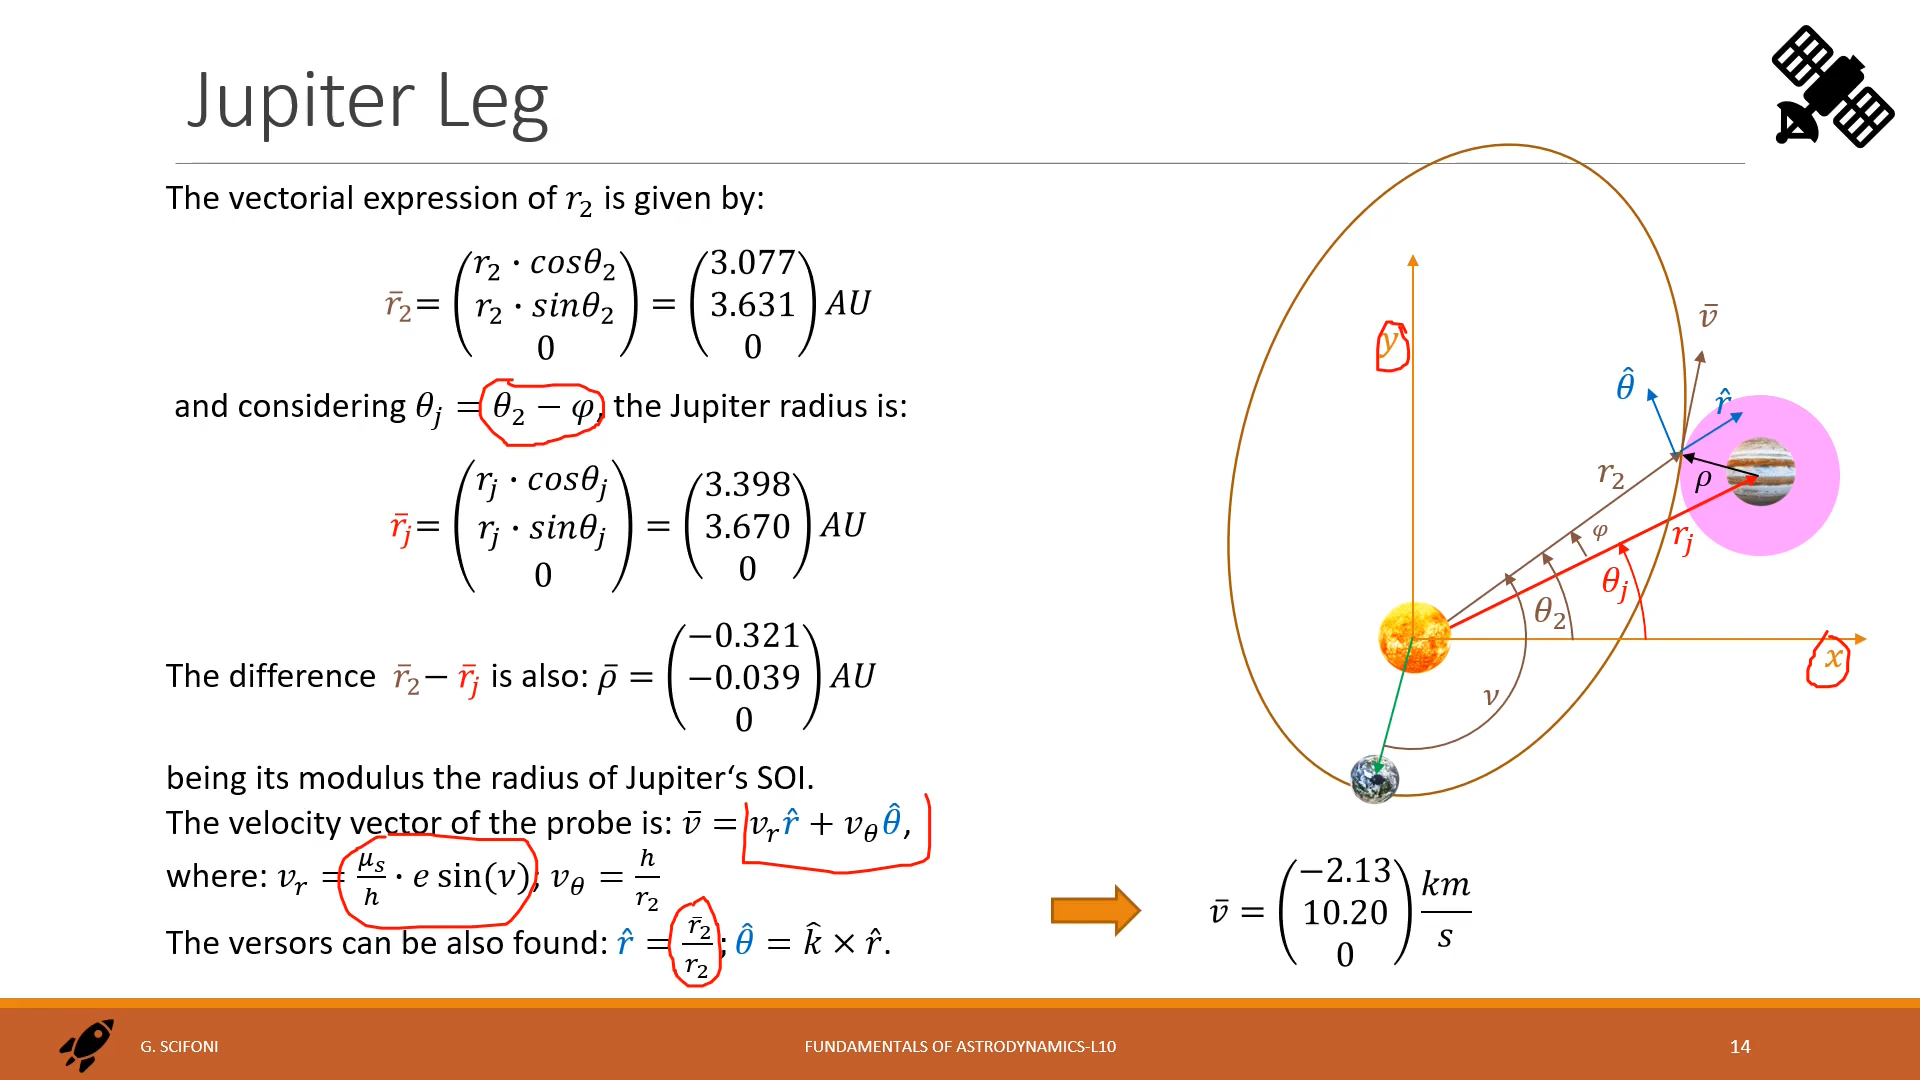 Jupiter Leg
The vectorial expression of r₂ is given by:
r̄₂ = (r₂ · cosθ₂, r₂ · sinθ₂, 0) = (3.077, 3.631, 0) AU
and considering θⱼ = θ₂ − φ, the Jupiter radius is:
r̄ⱼ = (rⱼ · cosθⱼ, rⱼ · sinθⱼ, 0) = (3.398, 3.670, 0) AU
The difference r̄₂ − r̄ⱼ is also: ρ̄ = (−0.321, −0.039, 0) AU
being its modulus the radius of Jupiter‘s SOI.
The velocity vector of the probe is: v̄ = vᵣr̂ + v_θθ̂,
where: vᵣ = μₛ/h · e sin(ν); v_θ = h/r₂
The versors can be also found: r̂ = r̄₂/r₂; θ̂ = k̂ × r̂.
v̄ = (−2.13, 10.20, 0) km/s
y
x
v̄
θ̂
r̂
r₂
ρ
φ
rⱼ
θⱼ
θ₂
ν
G. SCIFONI
FUNDAMENTALS OF ASTRODYNAMICS-L10
14